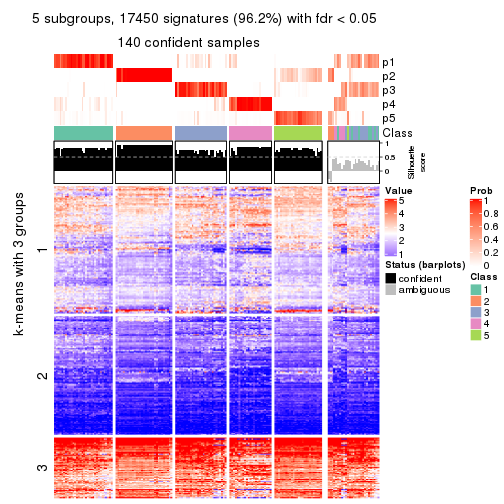 5 subgroups, 17450 signatures (96.2%) with fdr < 0.05
140 confident samples
p1
p2
p3
p4
p5
Class
1
0.5
0
Silhouette
score
k-means with 3 groups
1
2
3
Value
5
4
3
2
1
Status (barplots)
confident
ambiguous
Prob
1
0.8
0.6
0.4
0.2
0
Class
1
2
3
4
5